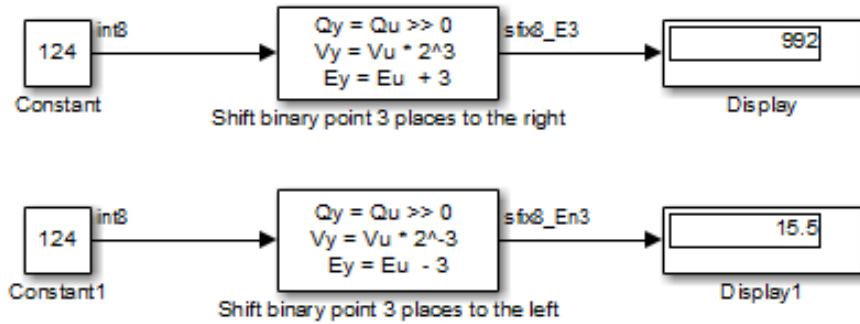 int8
sfix8_E3
124
Qy = Qu >> 0
Vy = Vu * 2^3
Ey = Eu + 3
992
Constant
Shift binary point 3 places to the right
Display
int8
sfix8_En3
124
Qy = Qu >> 0
Vy = Vu * 2^-3
Ey = Eu - 3
15.5
Constant1
Shift binary point 3 places to the left
Display1